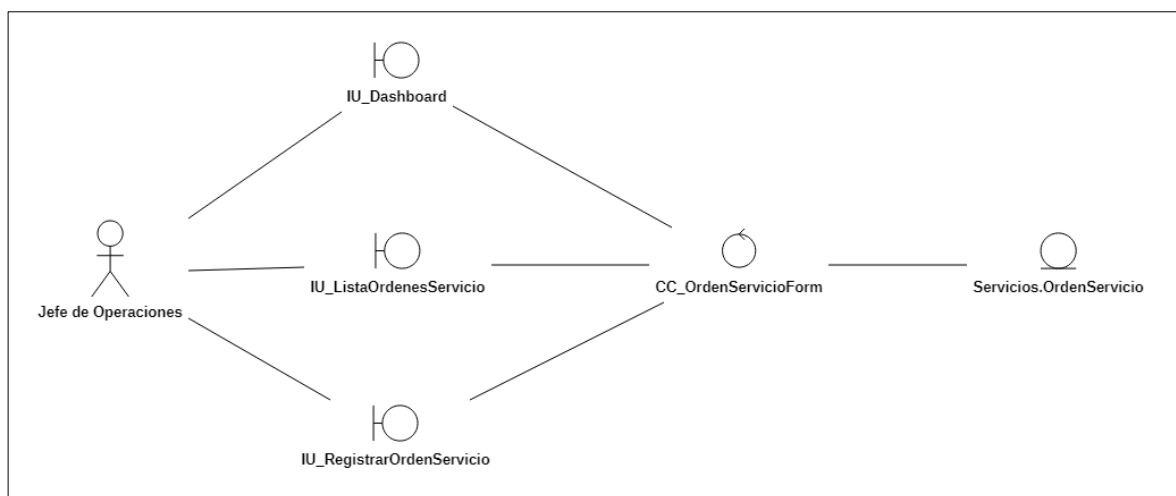 IU_Dashboard
Jefe de Operaciones
IU_ListaOrdenesServicio
CC_OrdenServicioForm
Servicios.OrdenServicio
IU_RegistrarOrdenServicio